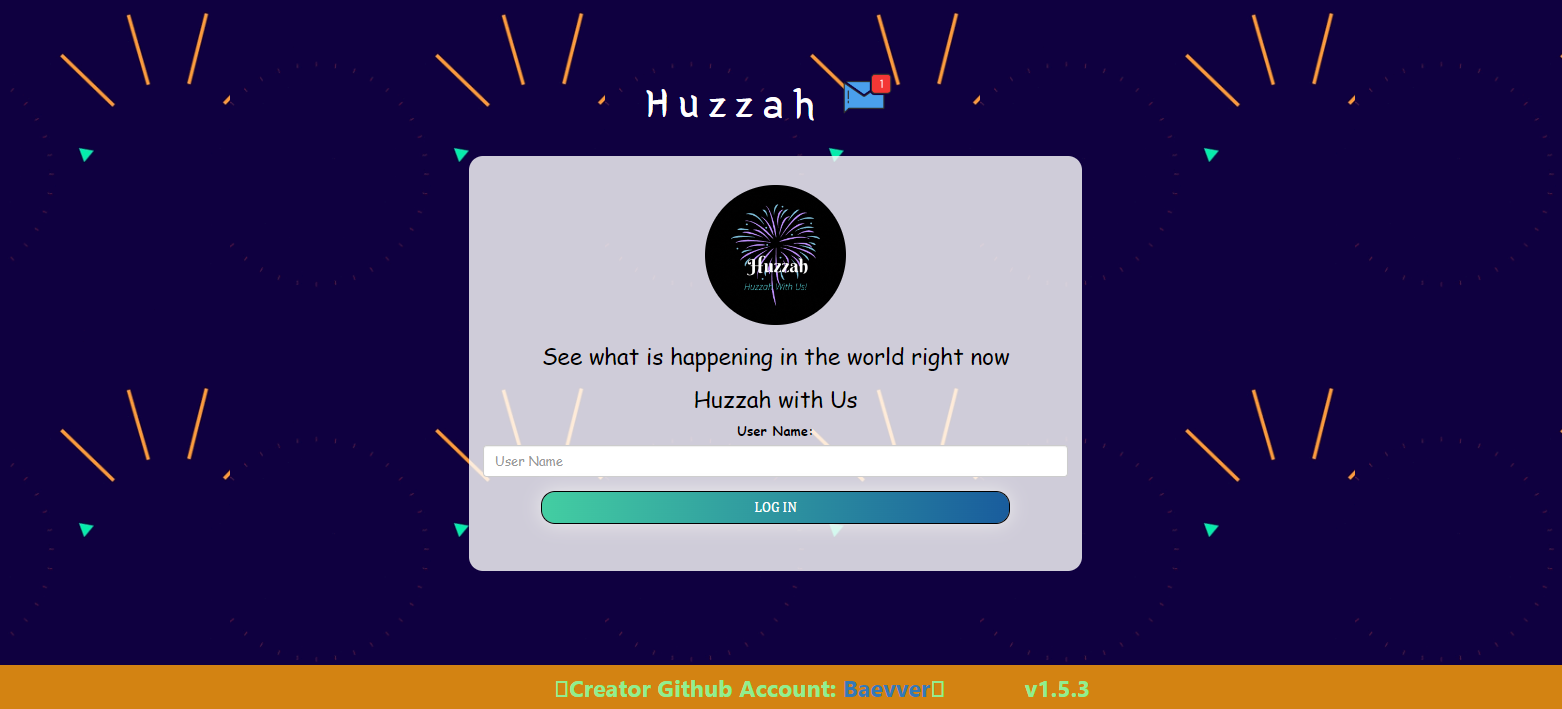 Huzzah
1
Huzzah
Huzzah With Us!
See what is happening in the world right now
Huzzah with Us
User Name:
User Name
LOG IN
Creator Github Account: Baevver v1.5.3